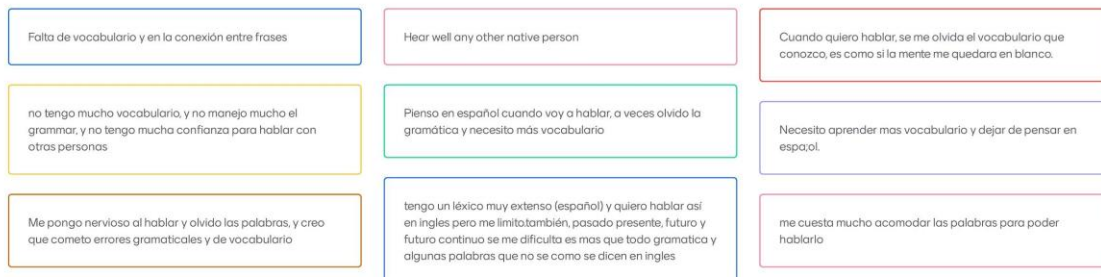 Falta de vocabulario y en la conexión entre frases
no tengo mucho vocabulario, y no manejo mucho el
grammar, y no tengo mucha confianza para hablar con
otras personas
Me pongo nervioso al hablar y olvido las palabras, y creo
que cometo errores gramaticales y de vocabulario
Hear well any other native person
Pienso en español cuando voy a hablar, a veces olvido la
gramática y necesito más vocabulario
tengo un léxico muy extenso (español) y quiero hablar así
en ingles pero me limito.también, pasado presente, futuro y
futuro continuo se me dificulta es mas que todo gramatica y
algunas palabras que no se como se dicen en ingles
Cuando quiero hablar, se me olvida el vocabulario que
conozco, es como si la mente me quedara en blanco.
Necesito aprender mas vocabulario y dejar de pensar en
espa;ol.
me cuesta mucho acomodar las palabras para poder
hablarlo